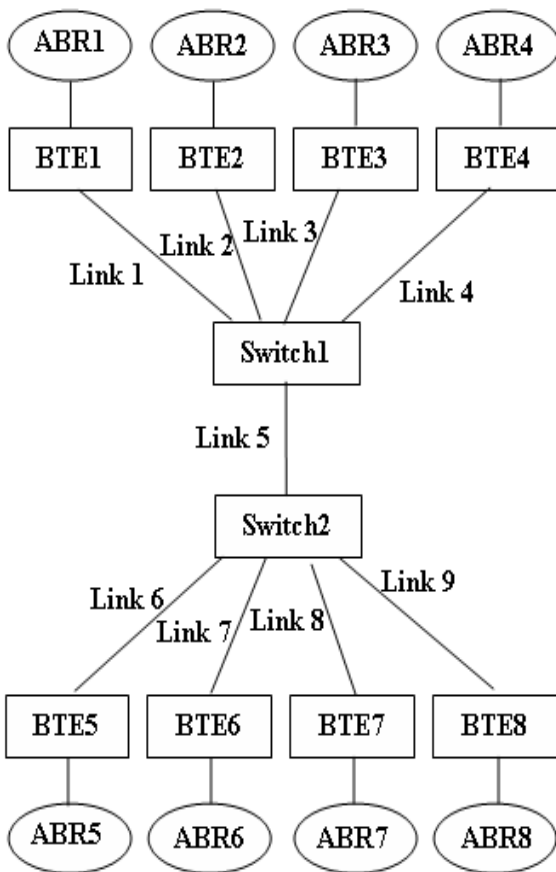 ABR1 ABR2 ABR3 ABR4
BTE1 BTE2 BTE3 BTE4
Link 1 Link 2 Link 3 Link 4
Switch1
Link 5
Switch2
Link 6 Link 7 Link 8 Link 9
BTE5 BTE6 BTE7 BTE8
ABR5 ABR6 ABR7 ABR8